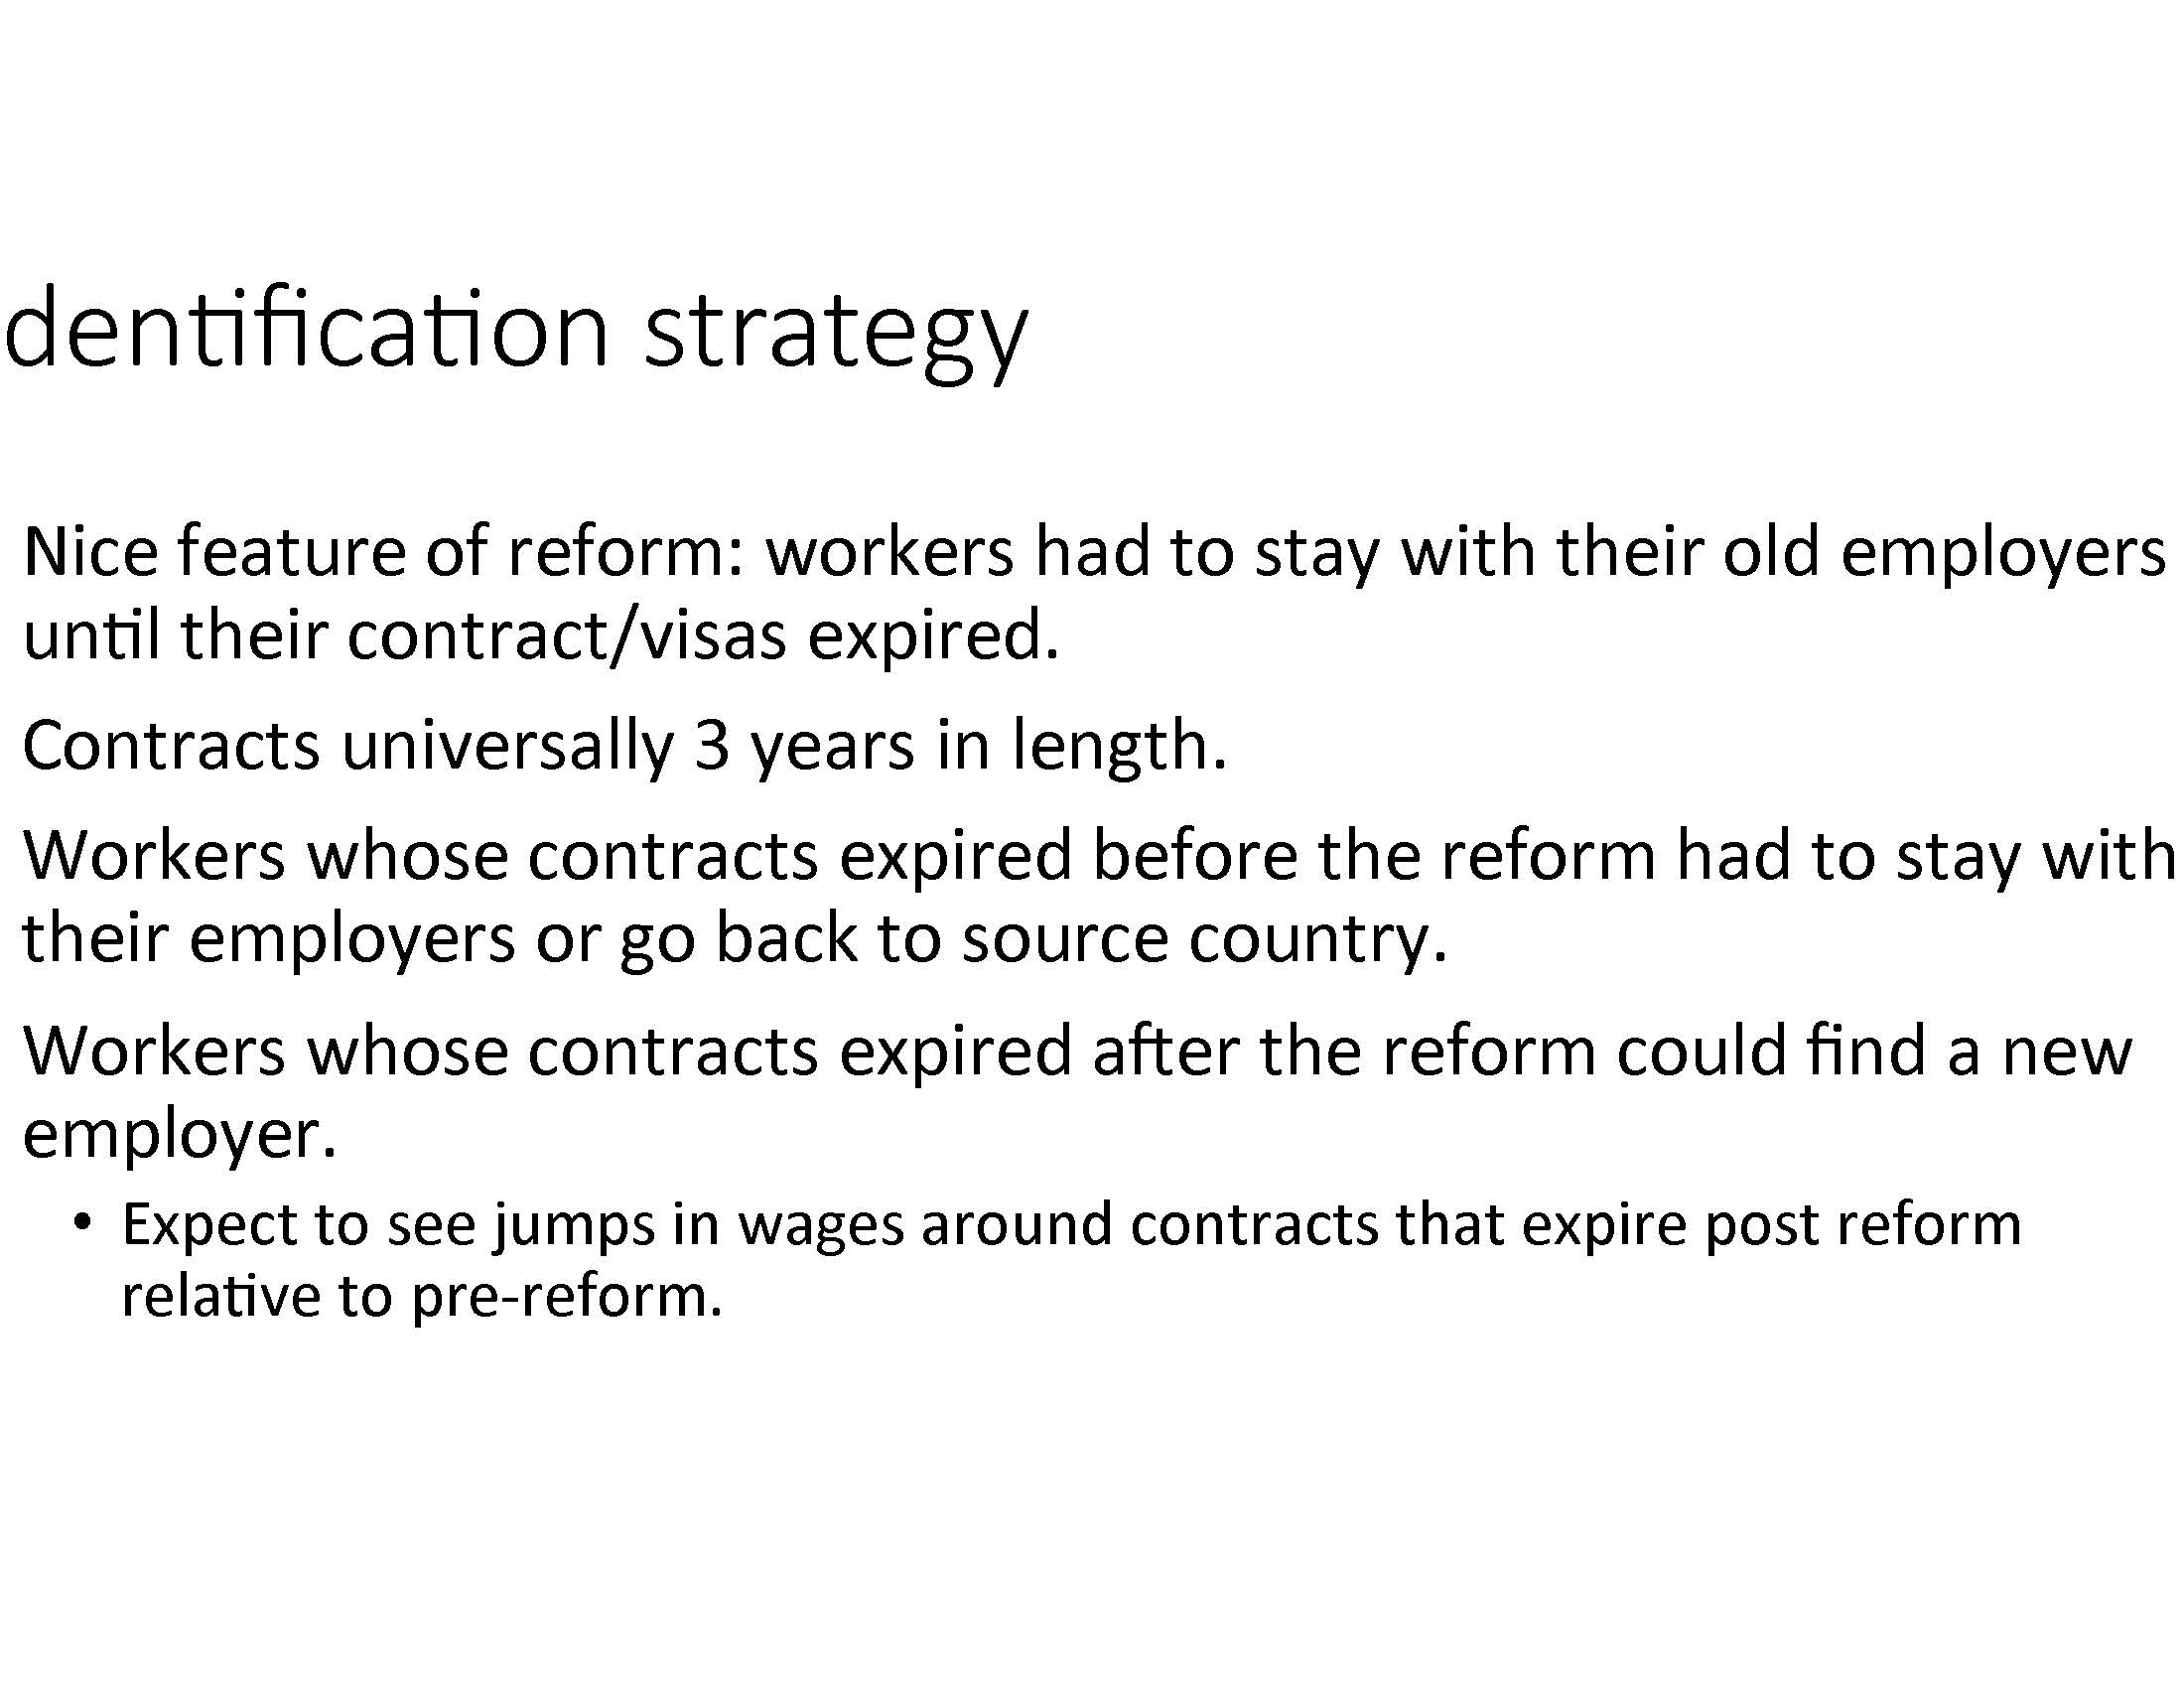 dentification strategy
Nice feature of reform: workers had to stay with their old employers
until their contract/visas expired.
Contracts universally 3 years in length.
Workers whose contracts expired before the reform had to stay with
their employers or go back to source country.
Workers whose contracts expired after the reform could find a new
employer.
• Expect to see jumps in wages around contracts that expire post reform
relative to pre-reform.